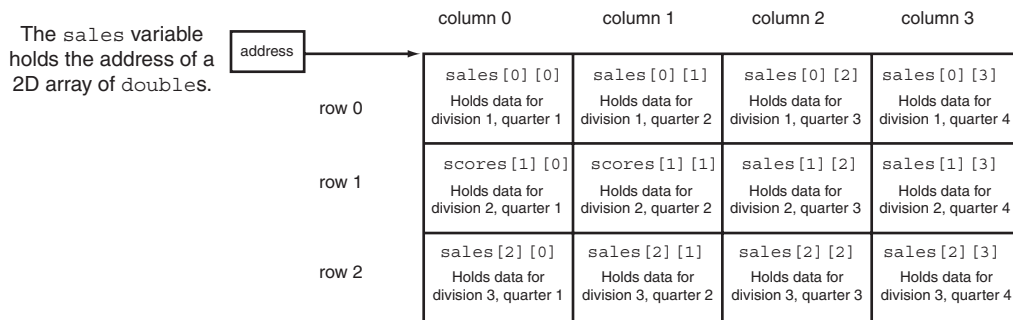 The sales variable
holds the address of a
2D array of doubles.
address
column 0 column 1 column 2 column 3
row 0
sales[0][0] sales[0][1] sales[0][2] sales[0][3]
Holds data for Holds data for Holds data for Holds data for
division 1, quarter 1 division 1, quarter 2 division 1, quarter 3 division 1, quarter 4
row 1
scores[1][0] scores[1][1] sales[1][2] sales[1][3]
Holds data for Holds data for Holds data for Holds data for
division 2, quarter 1 division 2, quarter 2 division 2, quarter 3 division 2, quarter 4
row 2
sales[2][0] sales[2][1] sales[2][2] sales[2][3]
Holds data for Holds data for Holds data for Holds data for
division 3, quarter 1 division 3, quarter 2 division 3, quarter 3 division 3, quarter 4